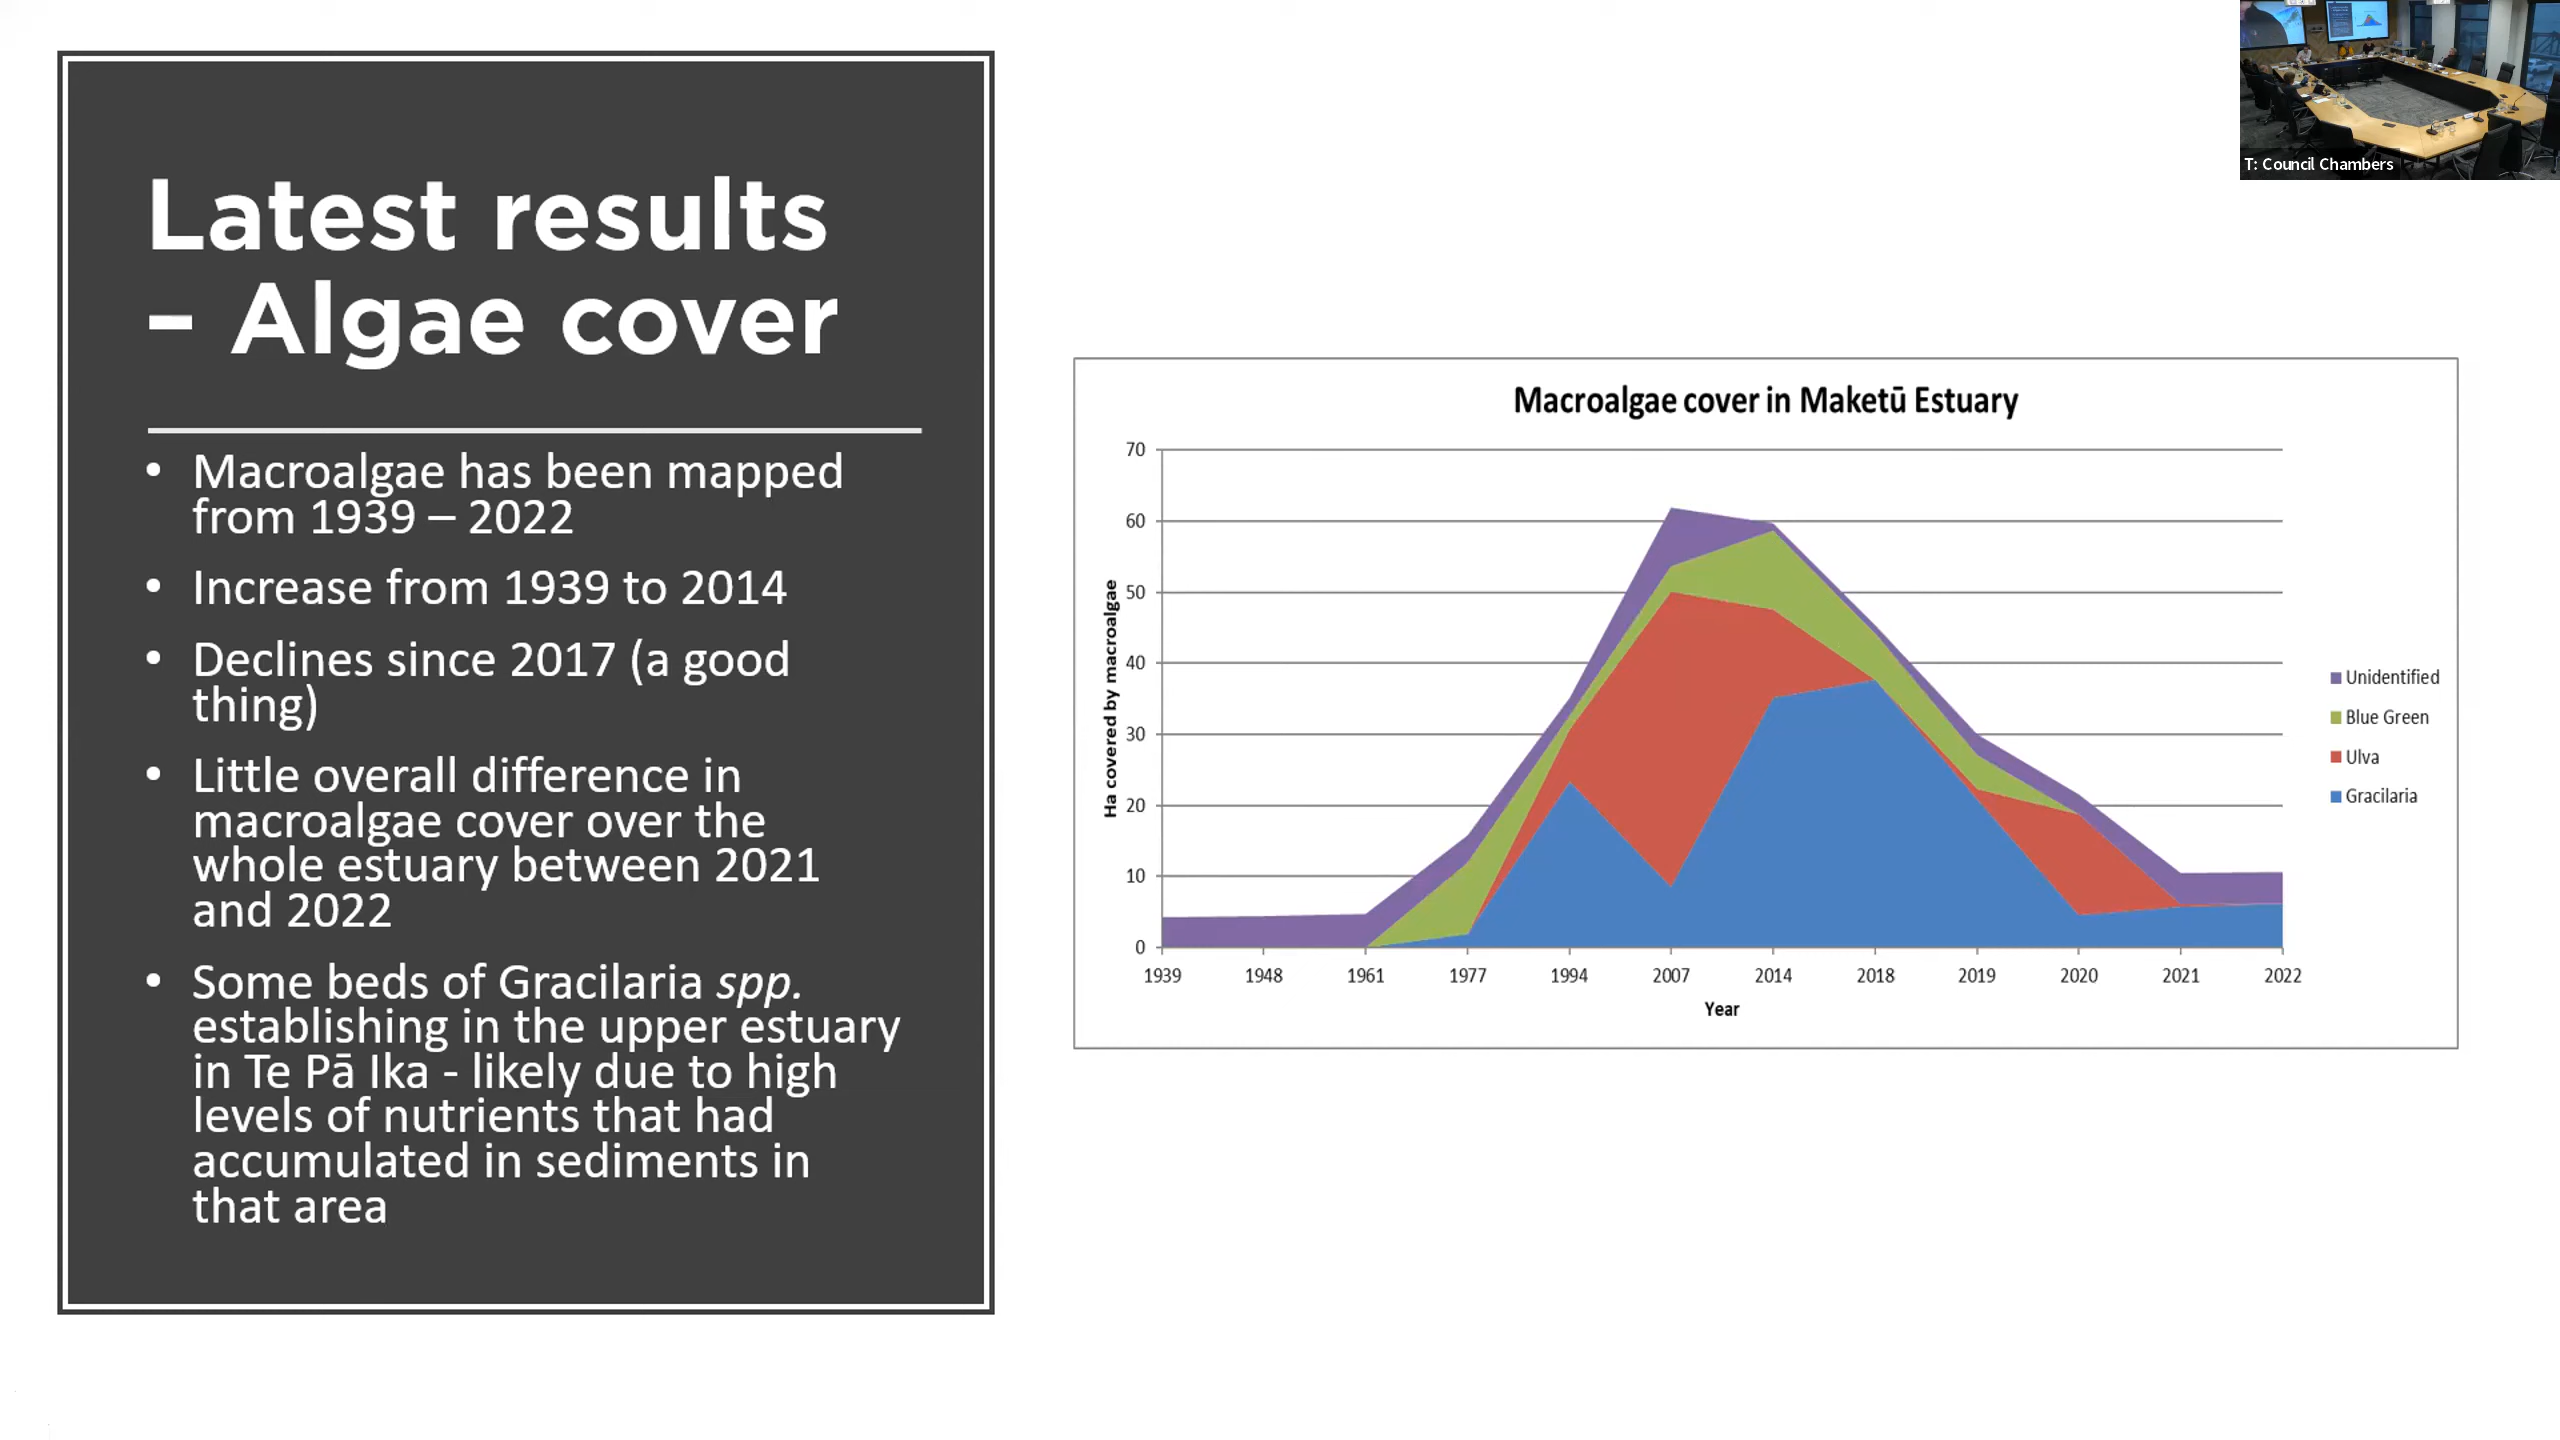 Latest results
– Algae cover
• Macroalgae has been mapped
from 1939 – 2022
• Increase from 1939 to 2014
• Declines since 2017 (a good
thing)
• Little overall difference in
macroalgae cover over the
whole estuary between 2021
and 2022
• Some beds of Gracilaria spp.
establishing in the upper estuary
in Te Pā Ika - likely due to high
levels of nutrients that had
accumulated in sediments in
that area
T: Council Chambers
Macroalgae cover in Maketū Estuary
Ha covered by macroalgae
70
60
50
40
30
20
10
0
1939 1948 1961 1977 1994 2007 2014 2018 2019 2020 2021 2022
Year
Unidentified
Blue Green
Ulva
Gracilaria